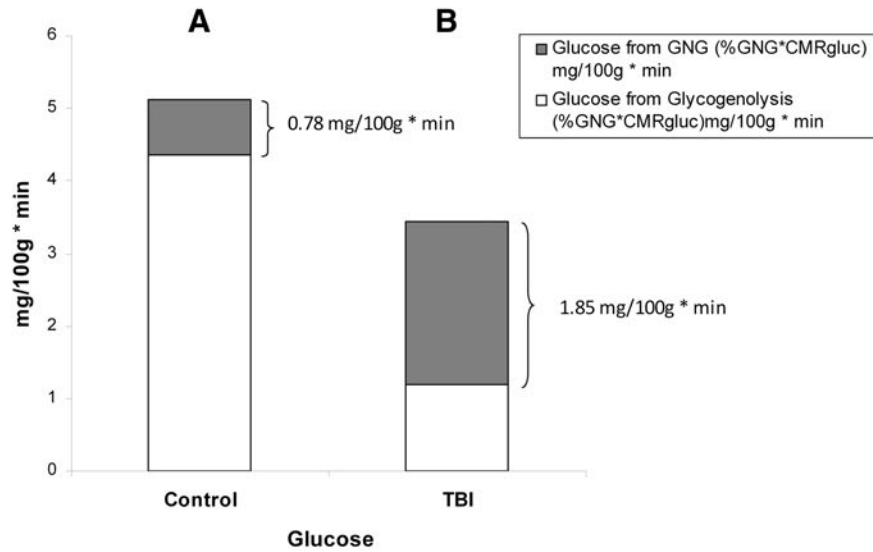 A
B
Glucose from GNG (%GNG*CMRgluc)
mg/100g * min
Glucose from Glycogenolysis
(%GNG*CMRgluc)mg/100g * min
6
5
4
3
2
1
0
mg/100g * min
0.78 mg/100g * min
1.85 mg/100g * min
Control
TBI
Glucose